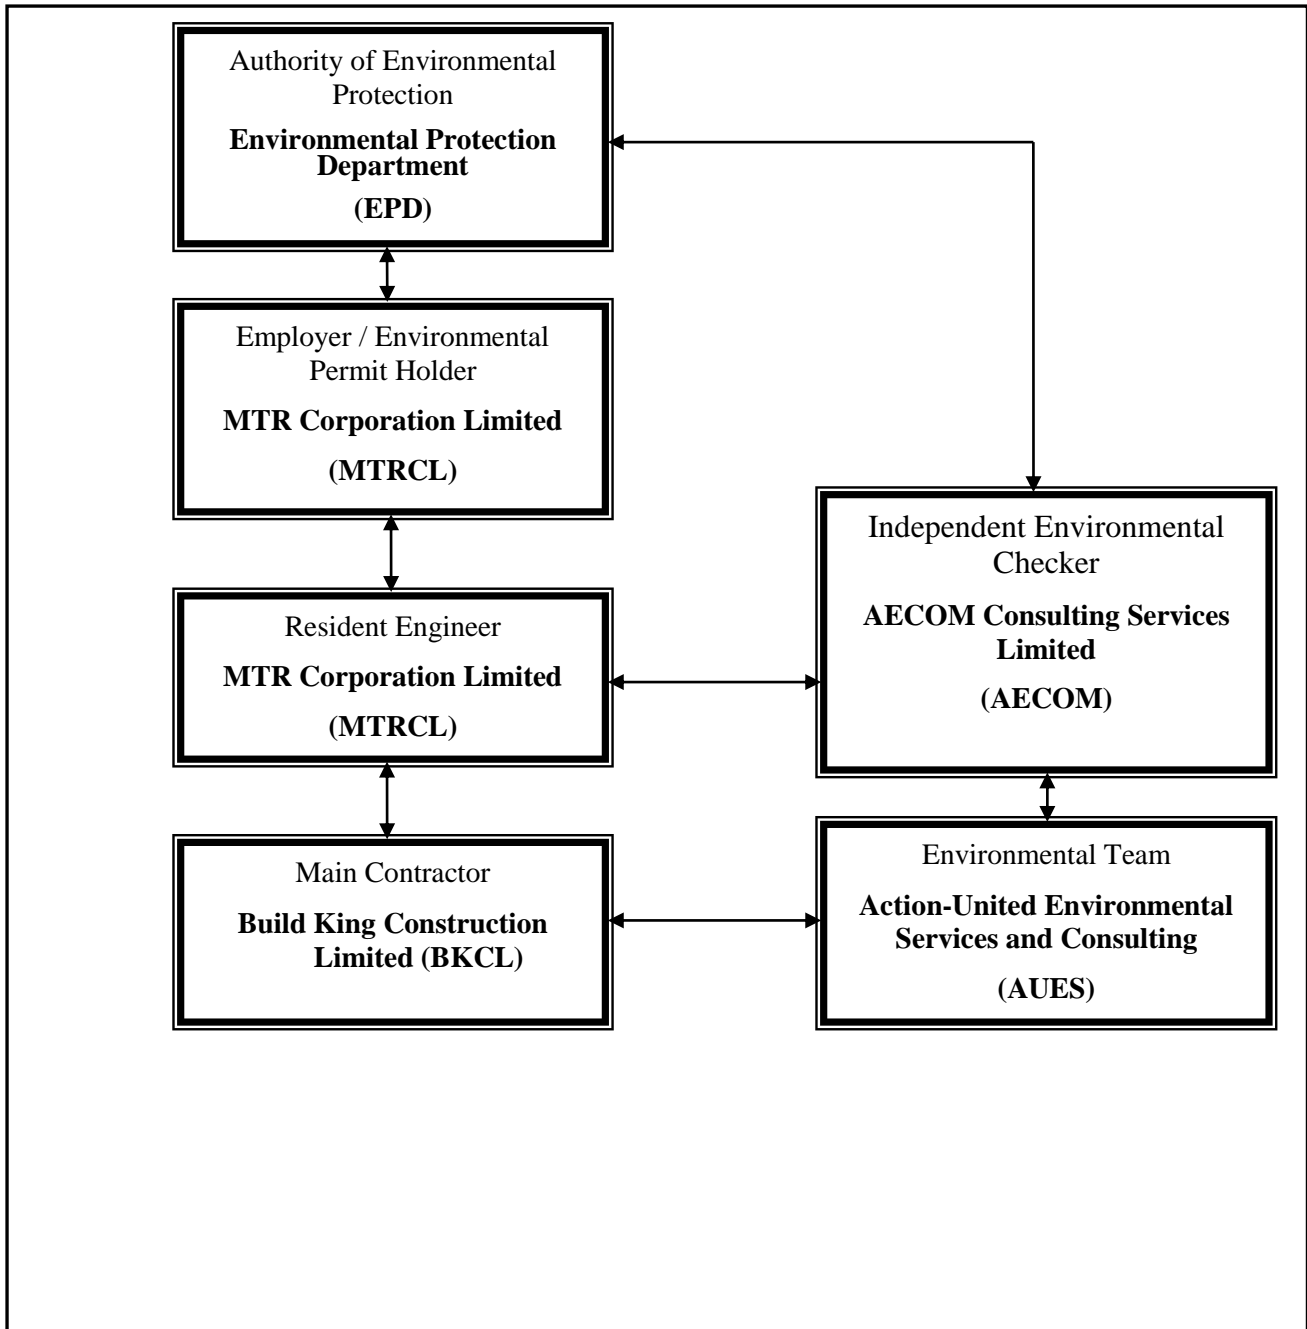 Authority of Environmental
Protection
Environmental Protection
Department
(EPD)
Employer / Environmental
Permit Holder
MTR Corporation Limited
(MTRCL)
Resident Engineer
MTR Corporation Limited
(MTRCL)
Main Contractor
Build King Construction
Limited (BKCL)
Independent Environmental
Checker
AECOM Consulting Services
Limited
(AECOM)
Environmental Team
Action-United Environmental
Services and Consulting
(AUES)